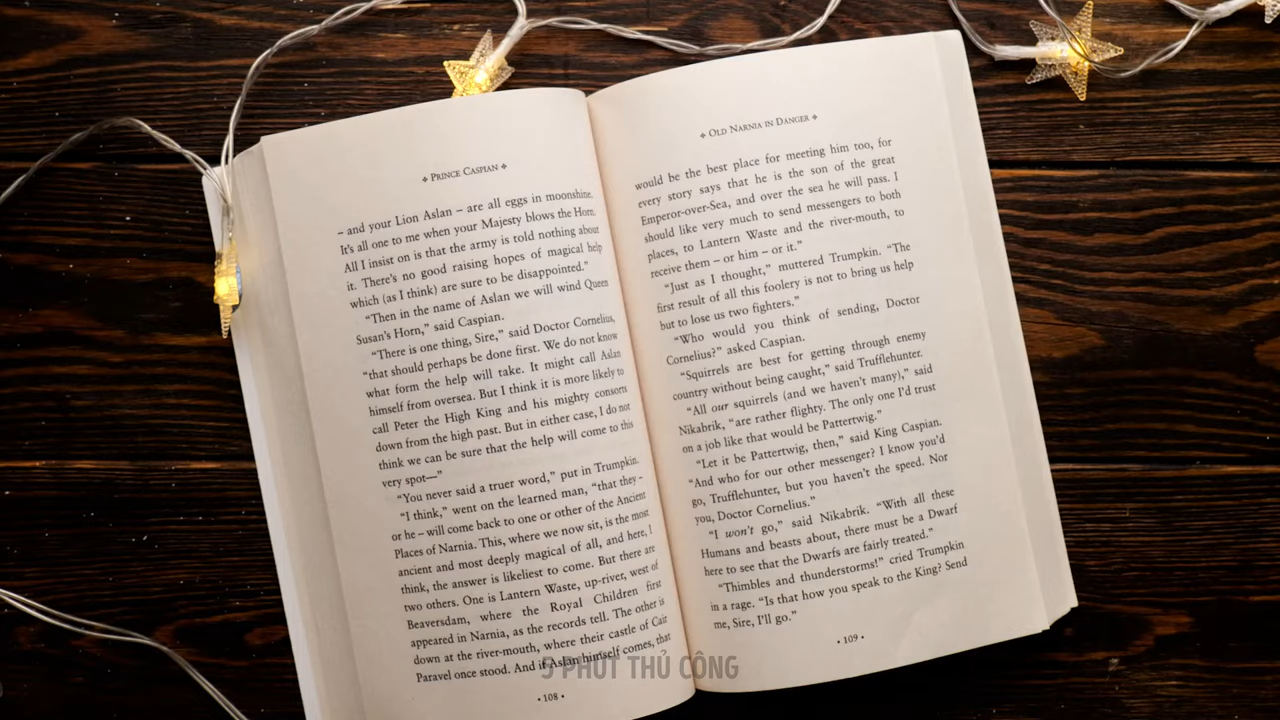 ❖ PRINCE CASPIAN ❖
– and your Lion Aslan – are all eggs in moonshine.
It's all one to me when your Majesty blows the Horn.
All I insist on is that the army is told nothing about
it. There's no good raising hopes of magical help
which (as I think) are sure to be disappointed."
"Then in the name of Aslan we will wind Queen
Susan's Horn," said Caspian.
"There is one thing, Sire," said Doctor Cornelius,
"that should perhaps be done first. We do not know
what form the help will take. It might call Aslan
himself from oversea. But I think it is more likely to
call Peter the High King and his mighty consorts
down from the high past. But in either case, I do not
think we can be sure that the help will come to this
very spot—"
"You never said a truer word," put in Trumpkin.
"I think," went on the learned man, "that they –
or he – will come back to one or other of the Ancient
Places of Narnia. This, where we now sit, is the most
ancient and most deeply magical of all, and here, I
think, the answer is likeliest to come. But there are
two others. One is Lantern Waste, up-river, west of
Beaversdam, where the Royal Children first
appeared in Narnia, as the records tell. The other is
down at the river-mouth, where their castle of Cair
Paravel once stood. And if Aslan himself comes, that
• 108 •
❖ OLD NARNIA IN DANGER ❖
would be the best place for meeting him too, for
every story says that he is the son of the great
Emperor-over-Sea, and over the sea he will pass. I
should like very much to send messengers to both
places, to Lantern Waste and the river-mouth, to
receive them – or him – or it."
"Just as I thought," muttered Trumpkin. "The
first result of all this foolery is not to bring us help
but to lose us two fighters."
"Who would you think of sending, Doctor
Cornelius?" asked Caspian.
"Squirrels are best for getting through enemy
country without being caught," said Trufflehunter.
"All our squirrels (and we haven't many)," said
Nikabrik, "are rather flighty. The only one I'd trust
on a job like that would be Pattertwig."
"Let it be Pattertwig, then," said King Caspian.
"And who for our other messenger? I know you'd
go, Trufflehunter, but you haven't the speed. Nor
you, Doctor Cornelius."
"I won't go," said Nikabrik. "With all these
Humans and beasts about, there must be a Dwarf
here to see that the Dwarfs are fairly treated."
"Thimbles and thunderstorms!" cried Trumpkin
in a rage. "Is that how you speak to the King? Send
me, Sire, I'll go."
• 109 •
5 PHÚT THỦ CÔNG